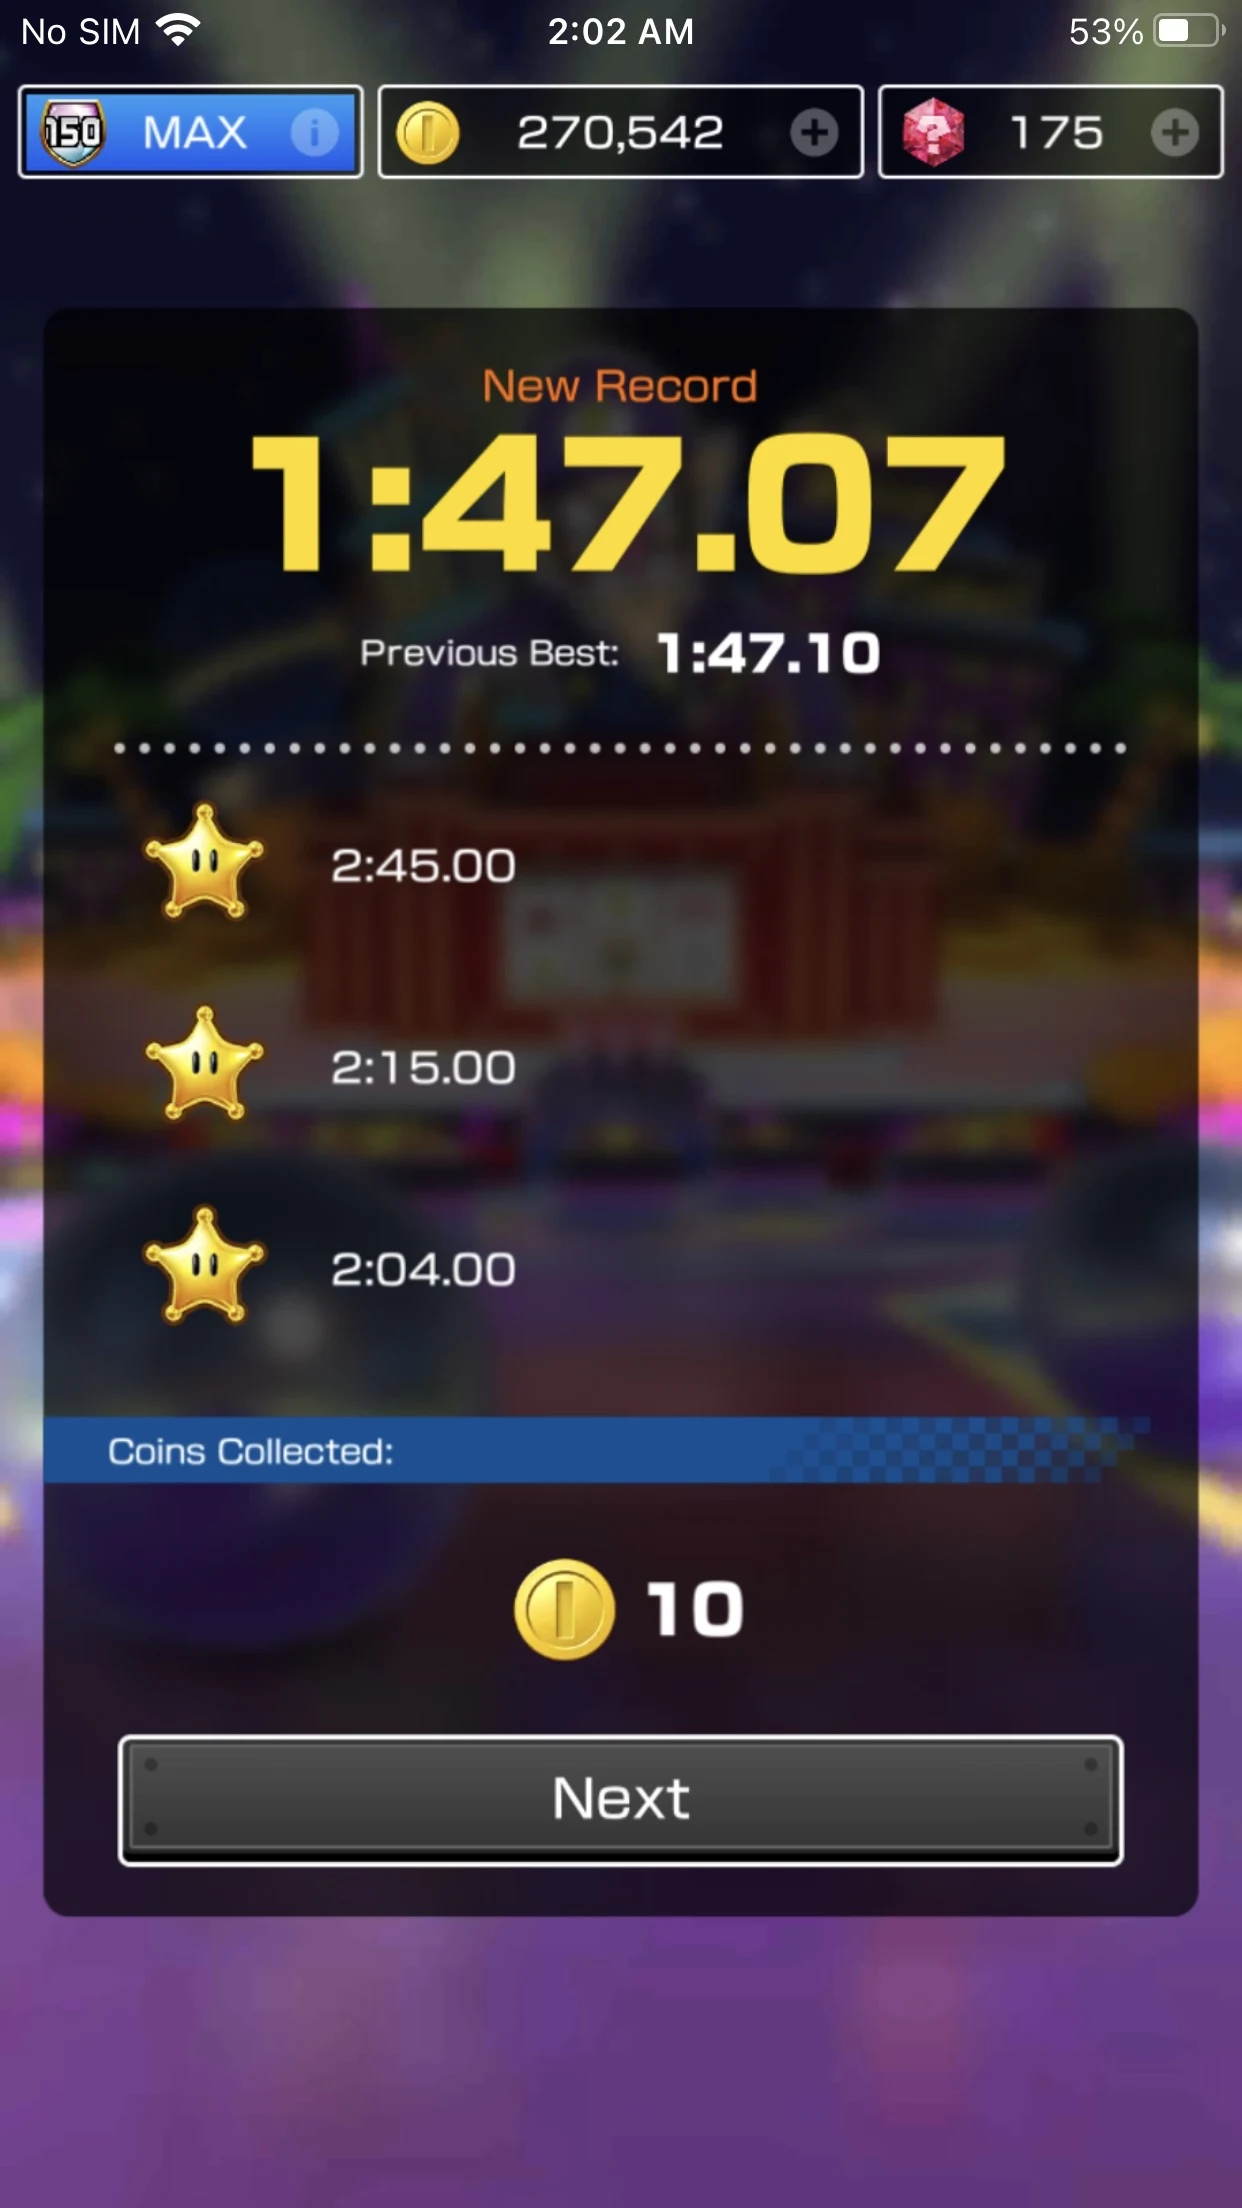 No SIM 2:02 AM 53%
150 MAX i 270,542 + ? 175 +
New Record
1:47.07
Previous Best: 1:47.10
2:45.00
2:15.00
2:04.00
Coins Collected:
10
Next